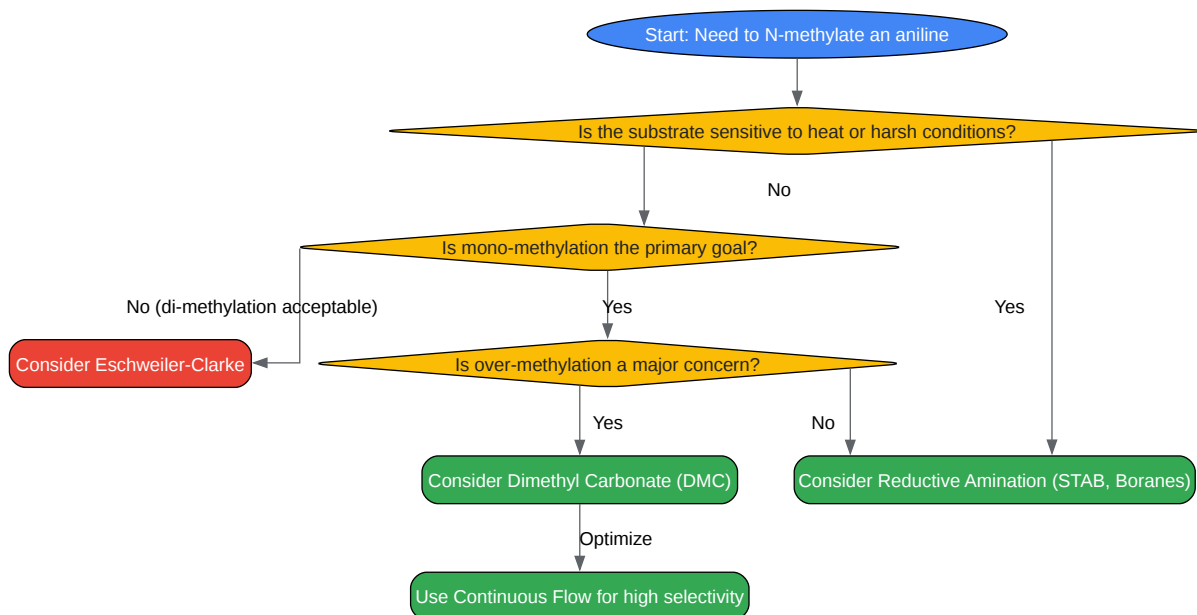 Start: Need to N-methylate an aniline
Is the substrate sensitive to heat or harsh conditions?
No
Is mono-methylation the primary goal?
No (di-methylation acceptable)
Yes
Yes
Consider Eschweiler-Clarke
Is over-methylation a major concern?
Yes
No
Consider Dimethyl Carbonate (DMC)
Consider Reductive Amination (STAB, Boranes)
Optimize
Use Continuous Flow for high selectivity